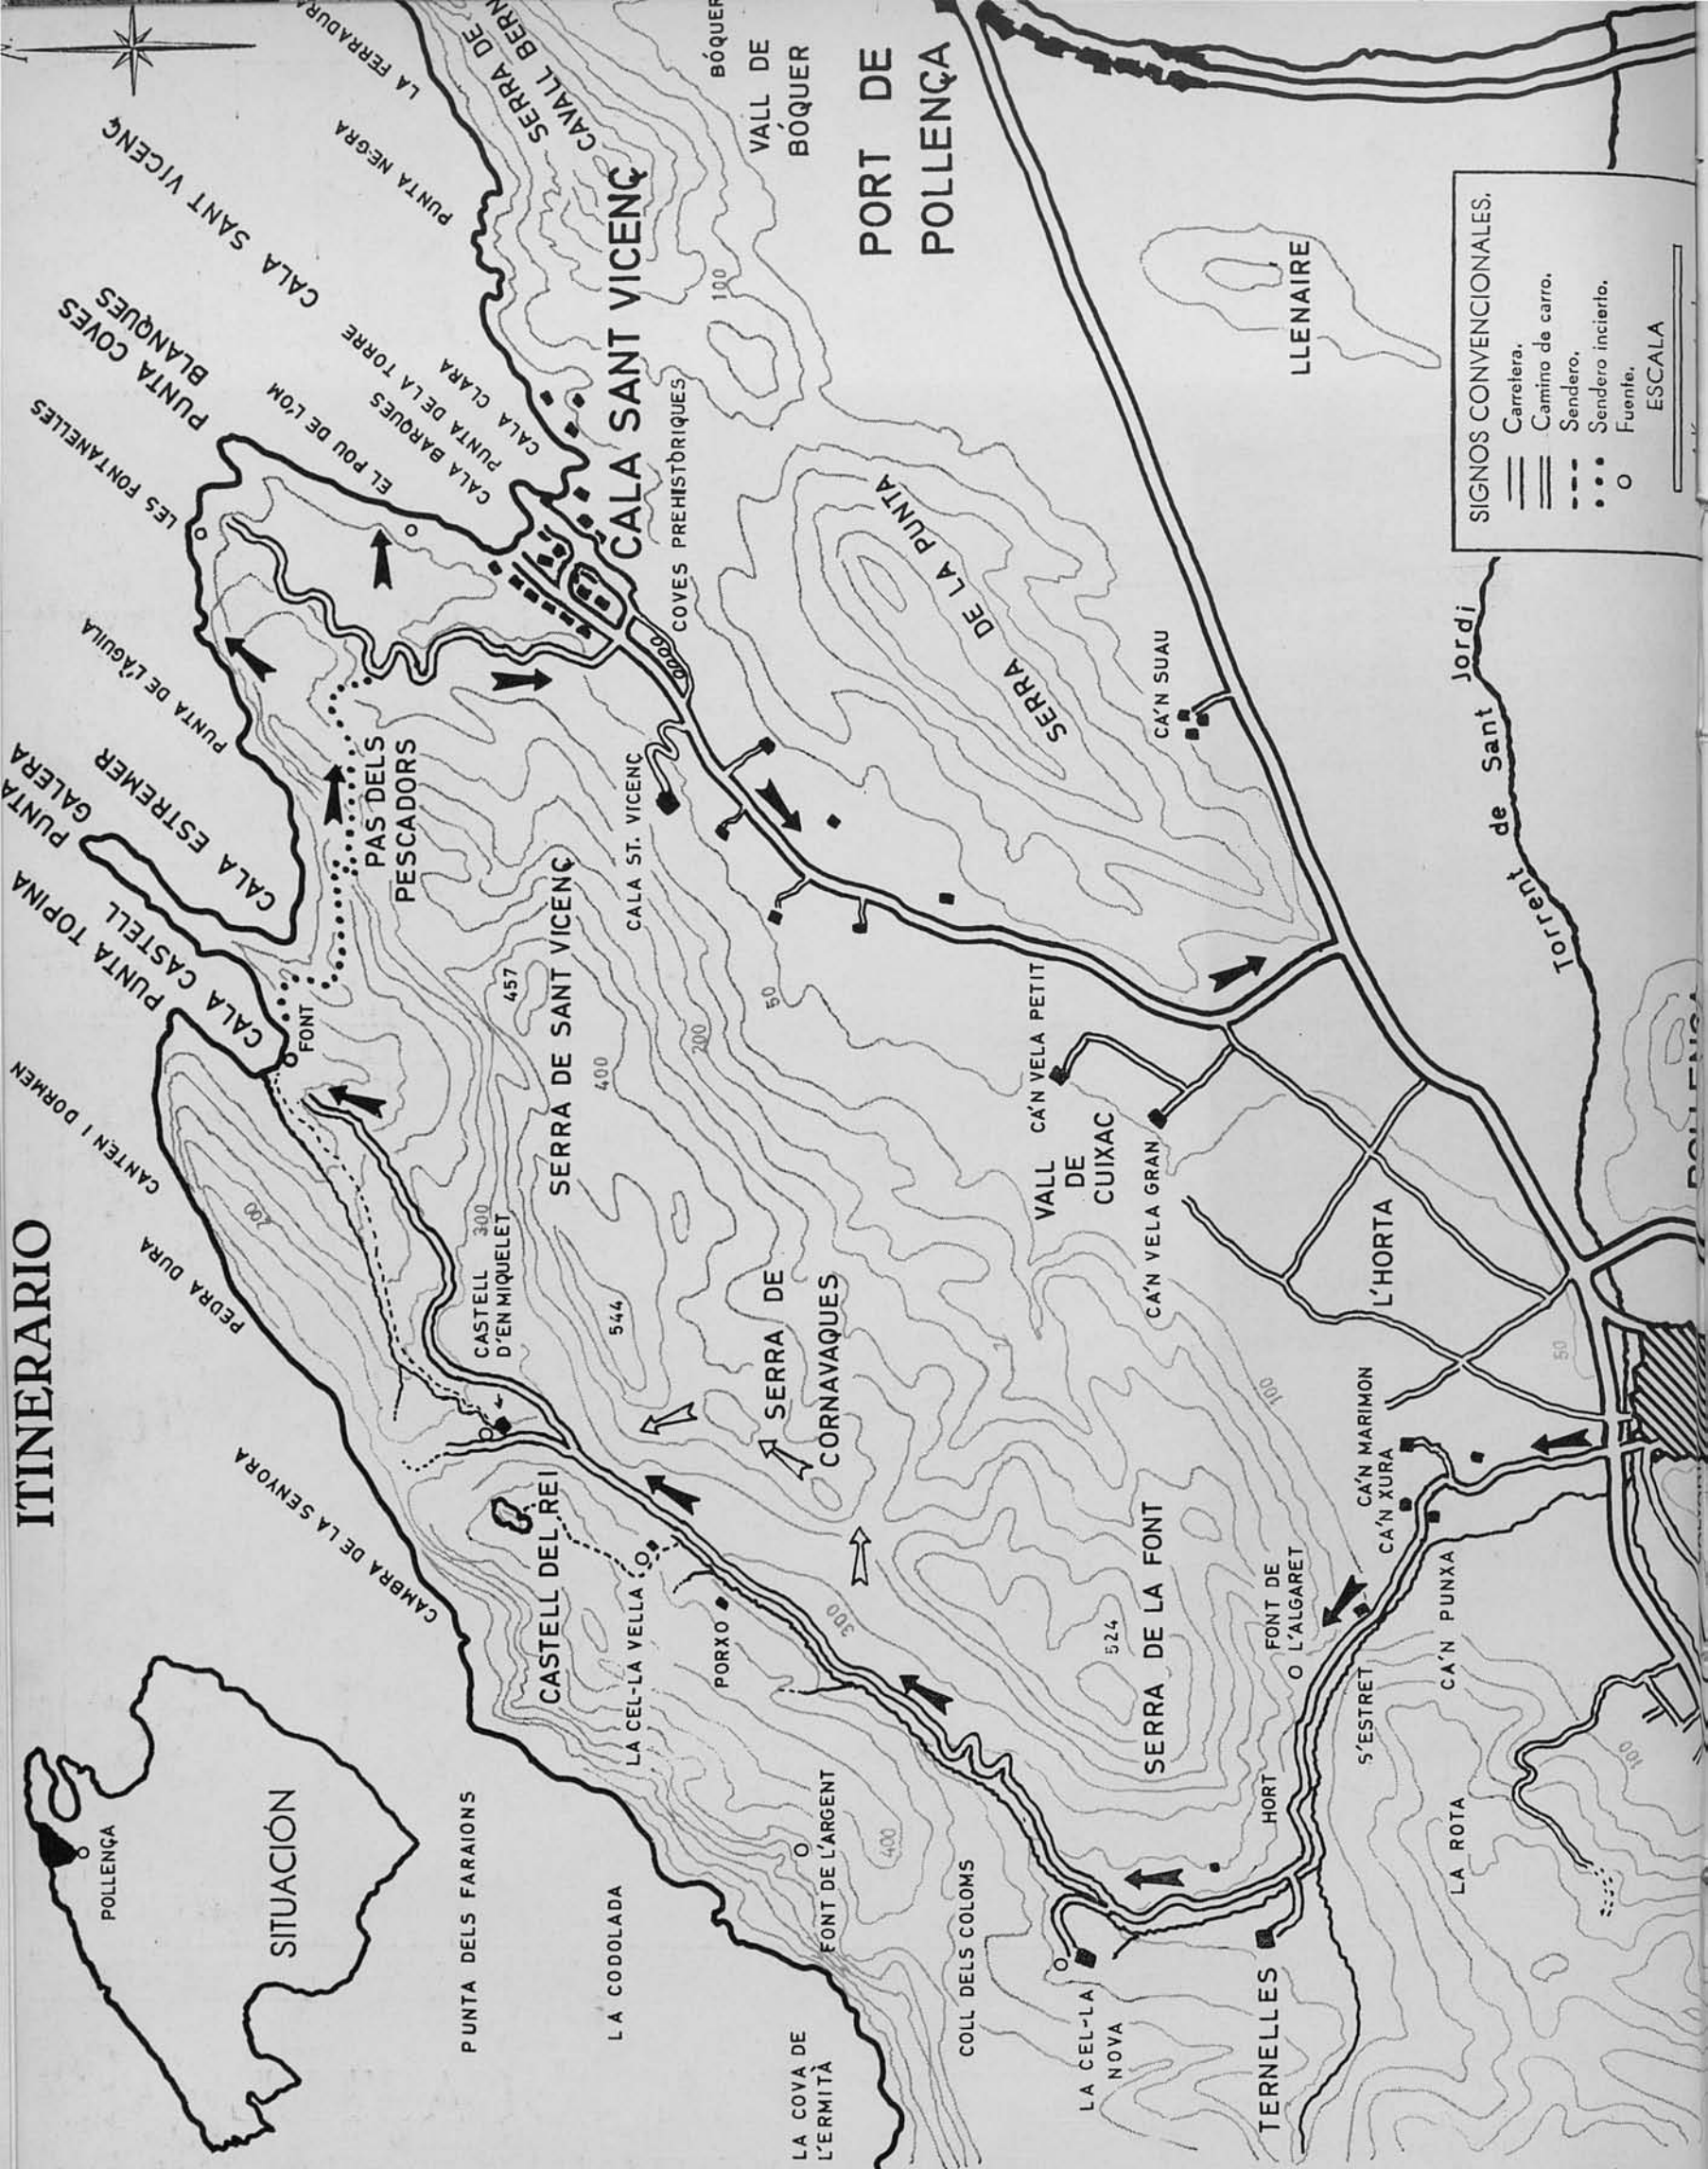 ITINERARIO
POLLENÇA
SITUACIÓN
PUNTA DELS FARAIONS
LA CODOLADA
LA COVA DE
L'ERMITÀ
FONT DE L'ARGENT
400
COLL DELS COLOMS
LA CEL-LA
NOVA
TERNELLES
HORT
CAMBRA DE LA SENYORA
PEDRA DURA
CANTEN I DORMEN
PUNTA TOPINA
CALA CASTELL
PUNTA
GALERA
CALA ESTREMER
PUNTA DE L'ÀGUILA
LES FONTANELLES
PUNTA COVES
BLANQUES
EL POU DE L'OM
CALA BARQUES
PUNTA DE LA TORRE
CALA CLARA
CALA SANT VICENÇ
PUNTA NEGRA
LA FERRADURA
SERRA DE
CAVALL BERN
BÓQUER
VALL DE
BÓQUER
PORT DE
POLLENÇA
CALA SANT VICENÇ
COVES PREHISTÒRIQUES
100
200
FONT
PAS DELS
PESCADORS
CASTELL
D'EN MIQUELET
300
457
SERRA DE SANT VICENÇ
400
544
200
50
CALA ST. VICENÇ
CASTELL DEL REI
LA CEL-LA VELLA
PORXO
300
SERRA DE
CORNAVAQUES
SERRA DE LA PUNTA
CA'N SUAU
LLENAIRE
VALL
DE
CUIXAC
CA'N VELA PETIT
CA'N VELA GRAN
L'HORTA
524
SERRA DE LA FONT
FONT DE
L'ALGARET
100
CA'N MARIMON
CA'N XURA
CA'N PUNXA
S'ESTRET
LA ROTA
100
50
Torrent de Sant Jordi
SIGNOS CONVENCIONALES.
Carretera.
Camino de carro.
Sendero.
Sendero incierto.
Fuente.
ESCALA